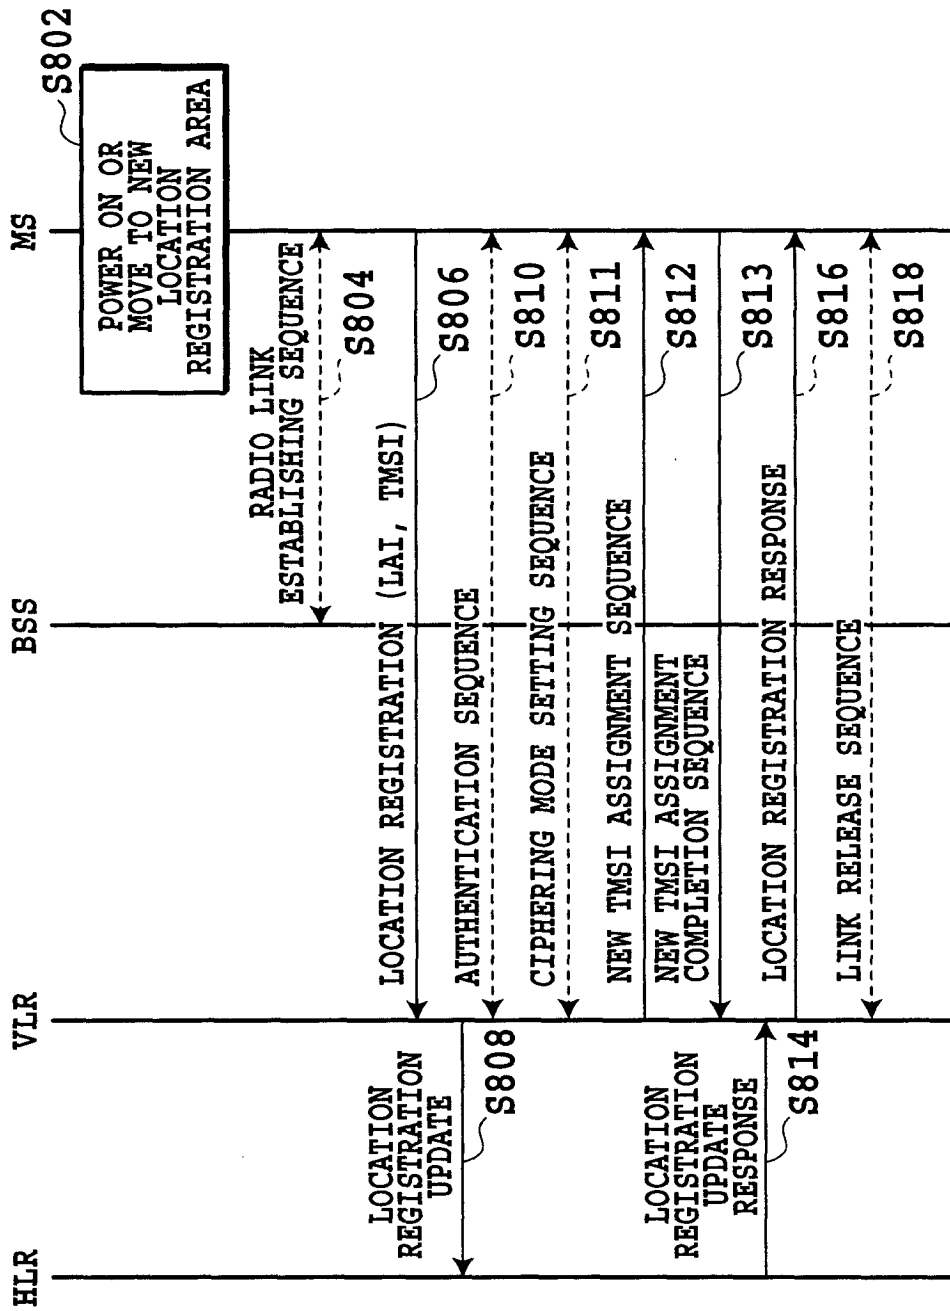 HLR
VLR
BSS
MS
POWER ON OR
MOVE TO NEW
LOCATION
REGISTRATION AREA
S802
RADIO LINK
ESTABLISHING SEQUENCE
S804
LOCATION REGISTRATION (LAI, TMSI)
S806
LOCATION
REGISTRATION
UPDATE
S808
AUTHENTICATION SEQUENCE
S810
CIPHERING MODE SETTING SEQUENCE
S811
NEW TMSI ASSIGNMENT SEQUENCE
S812
NEW TMSI ASSIGNMENT
COMPLETION SEQUENCE
S813
LOCATION
REGISTRATION
UPDATE
RESPONSE
S814
LOCATION REGISTRATION RESPONSE
S816
LINK RELEASE SEQUENCE
S818